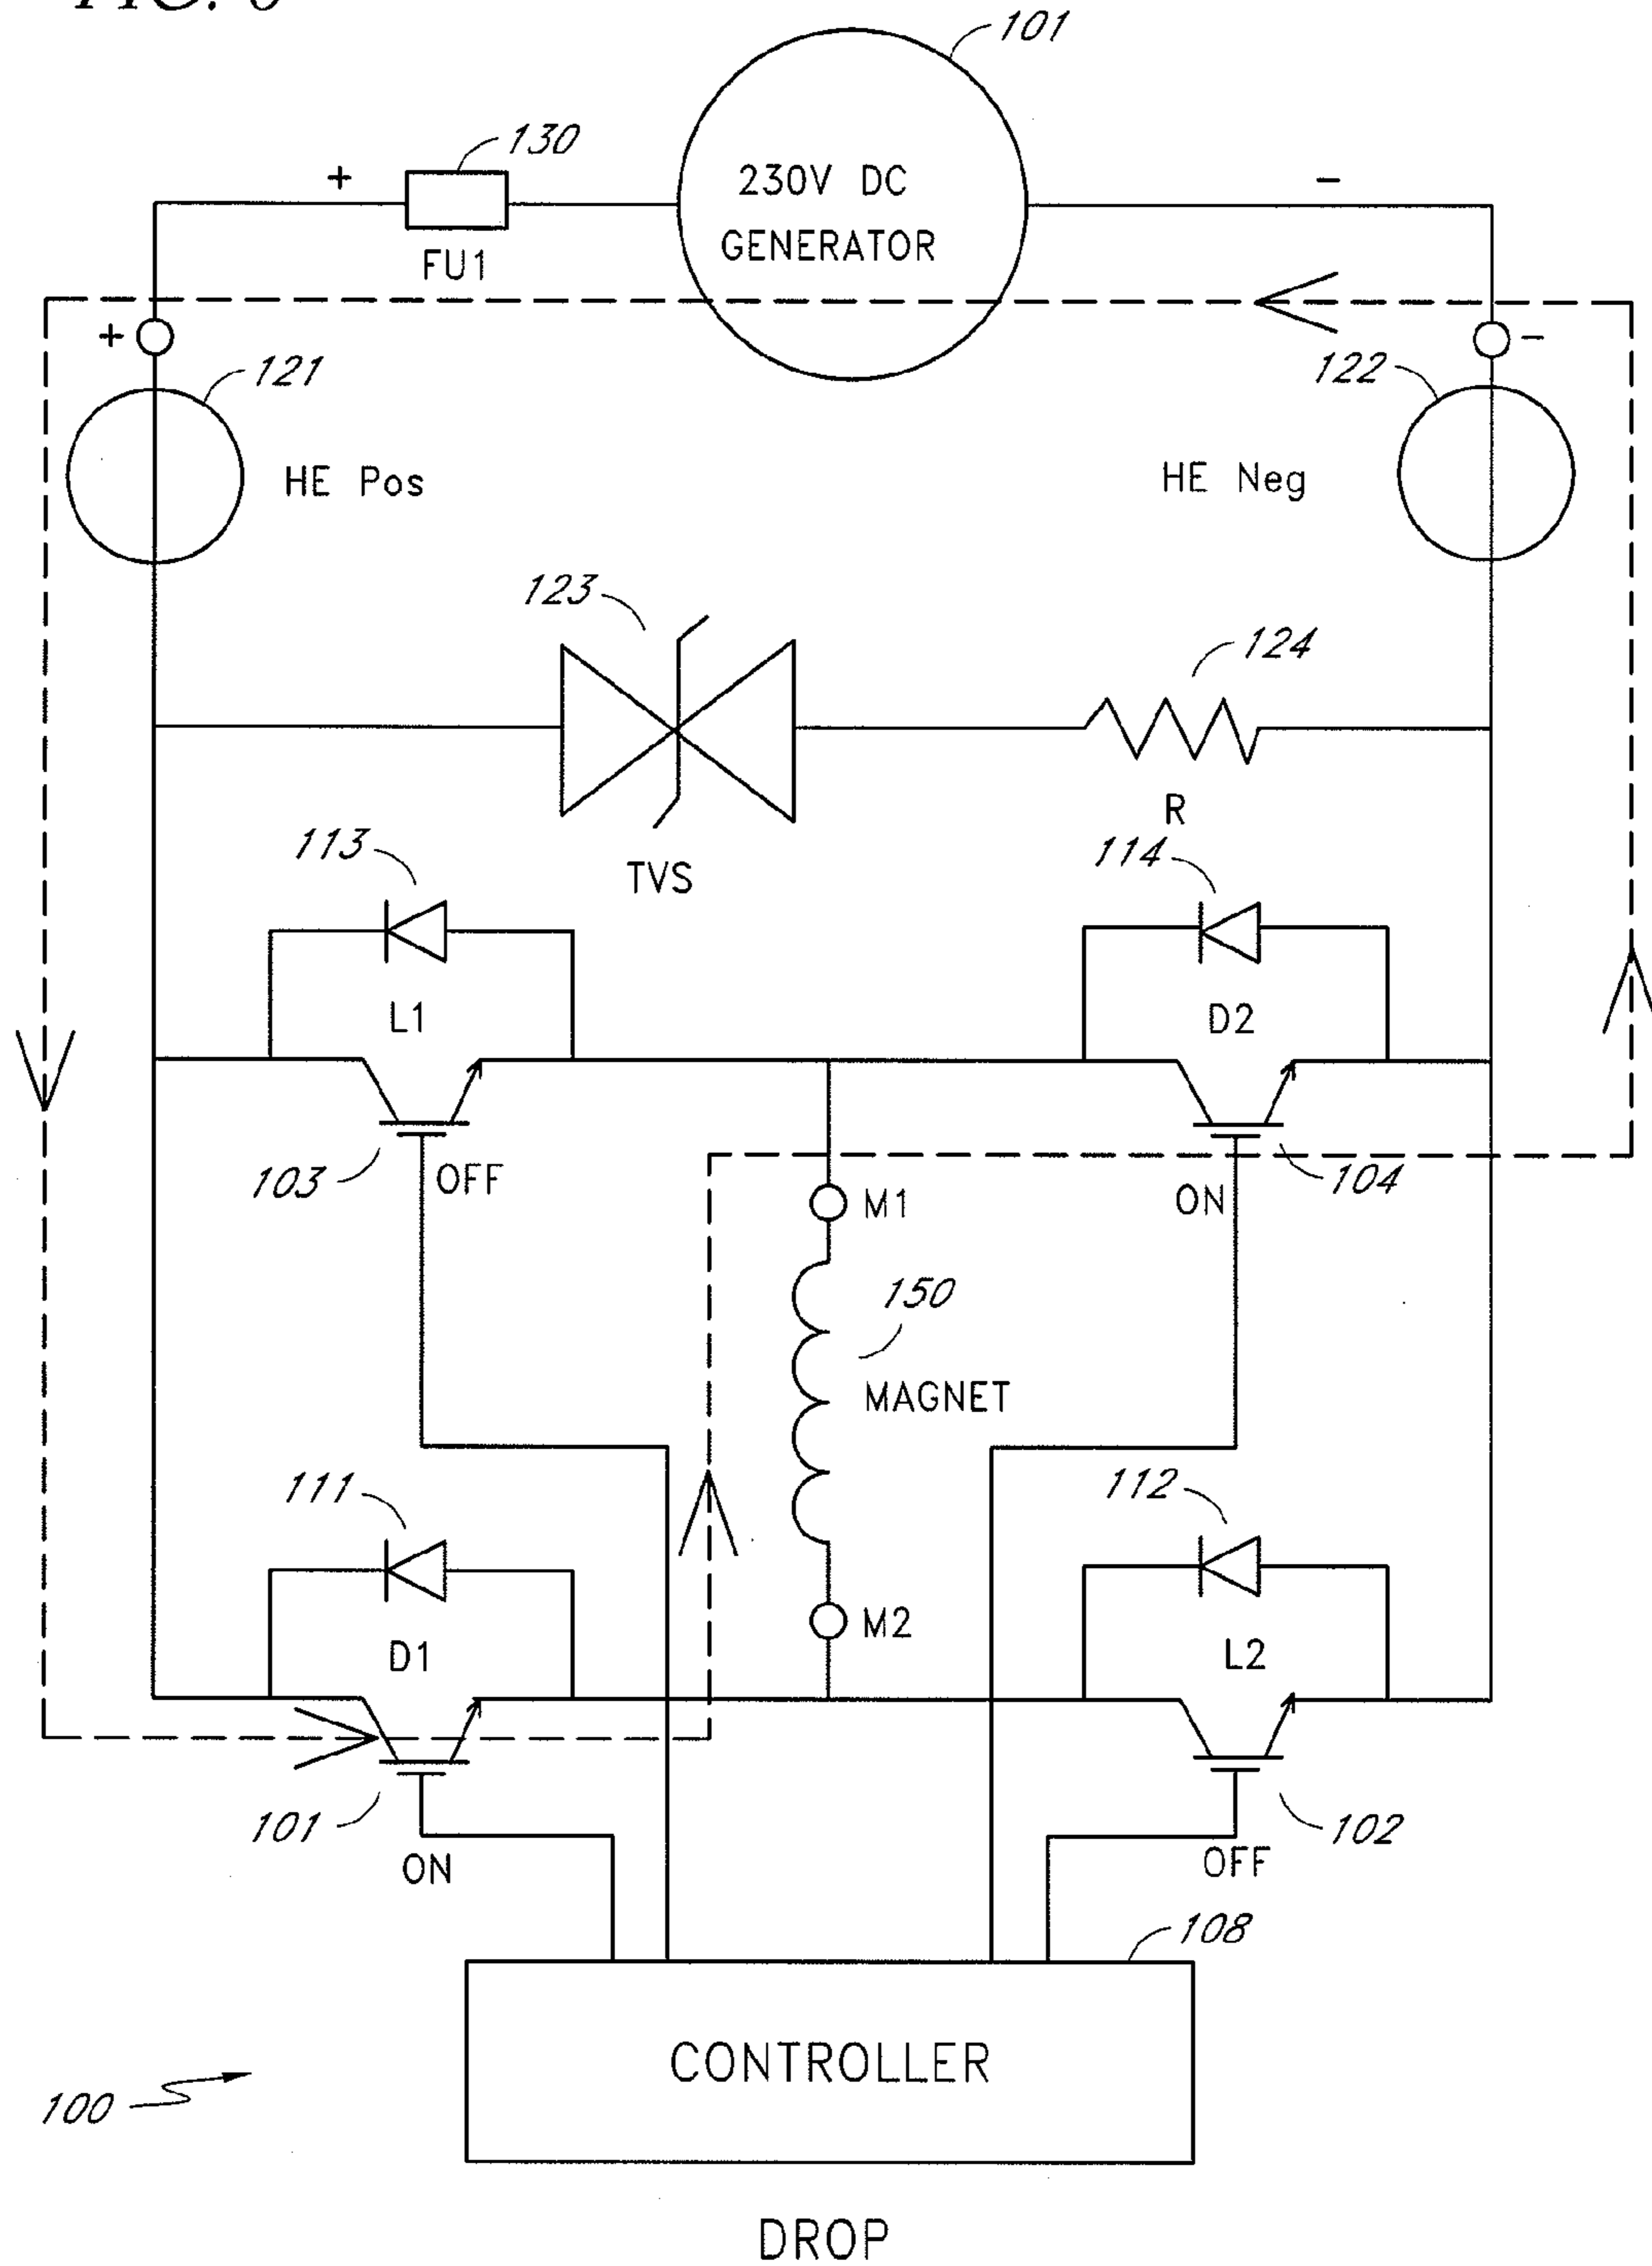 101
130
+
230V DC
GENERATOR
-
FU1
+
-
121
122
HE Pos
HE Neg
123
124
R
113
114
TVS
L1
D2
103
OFF
M1
ON
104
150
MAGNET
111
112
M2
D1
L2
101
ON
102
OFF
108
CONTROLLER
100
DROP